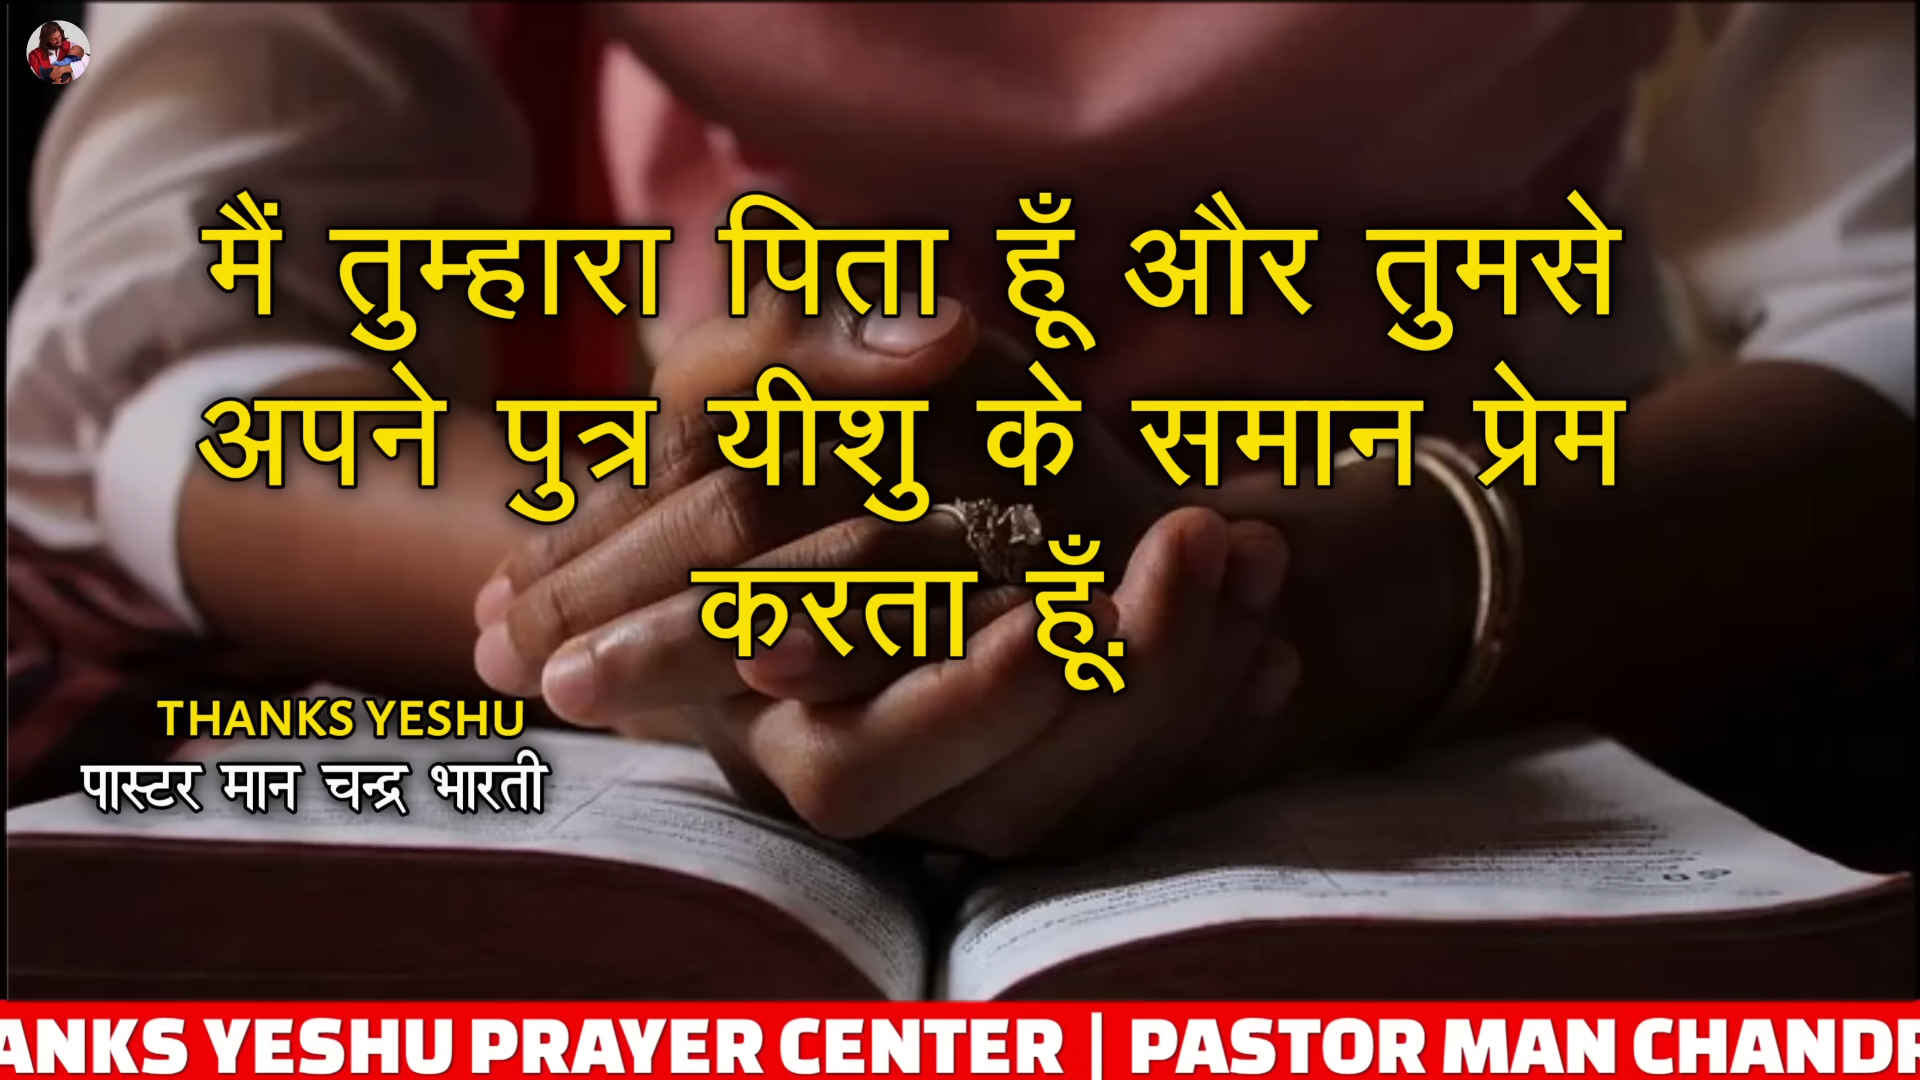 मैं तुम्हारा पिता हूँ और तुमसे
अपने पुत्र यीशु के समान प्रेम
करता हूँ.
THANKS YESHU
पास्टर मान चन्द्र भारती
ANKS YESHU PRAYER CENTER | PASTOR MAN CHANDR